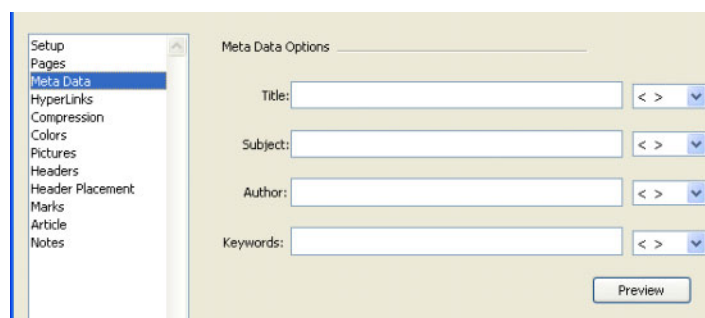 Setup
Pages
Meta Data
HyperLinks
Compression
Colors
Pictures
Headers
Header Placement
Marks
Article
Notes
Meta Data Options
Title: < >
Subject: < >
Author: < >
Keywords: < >
Preview